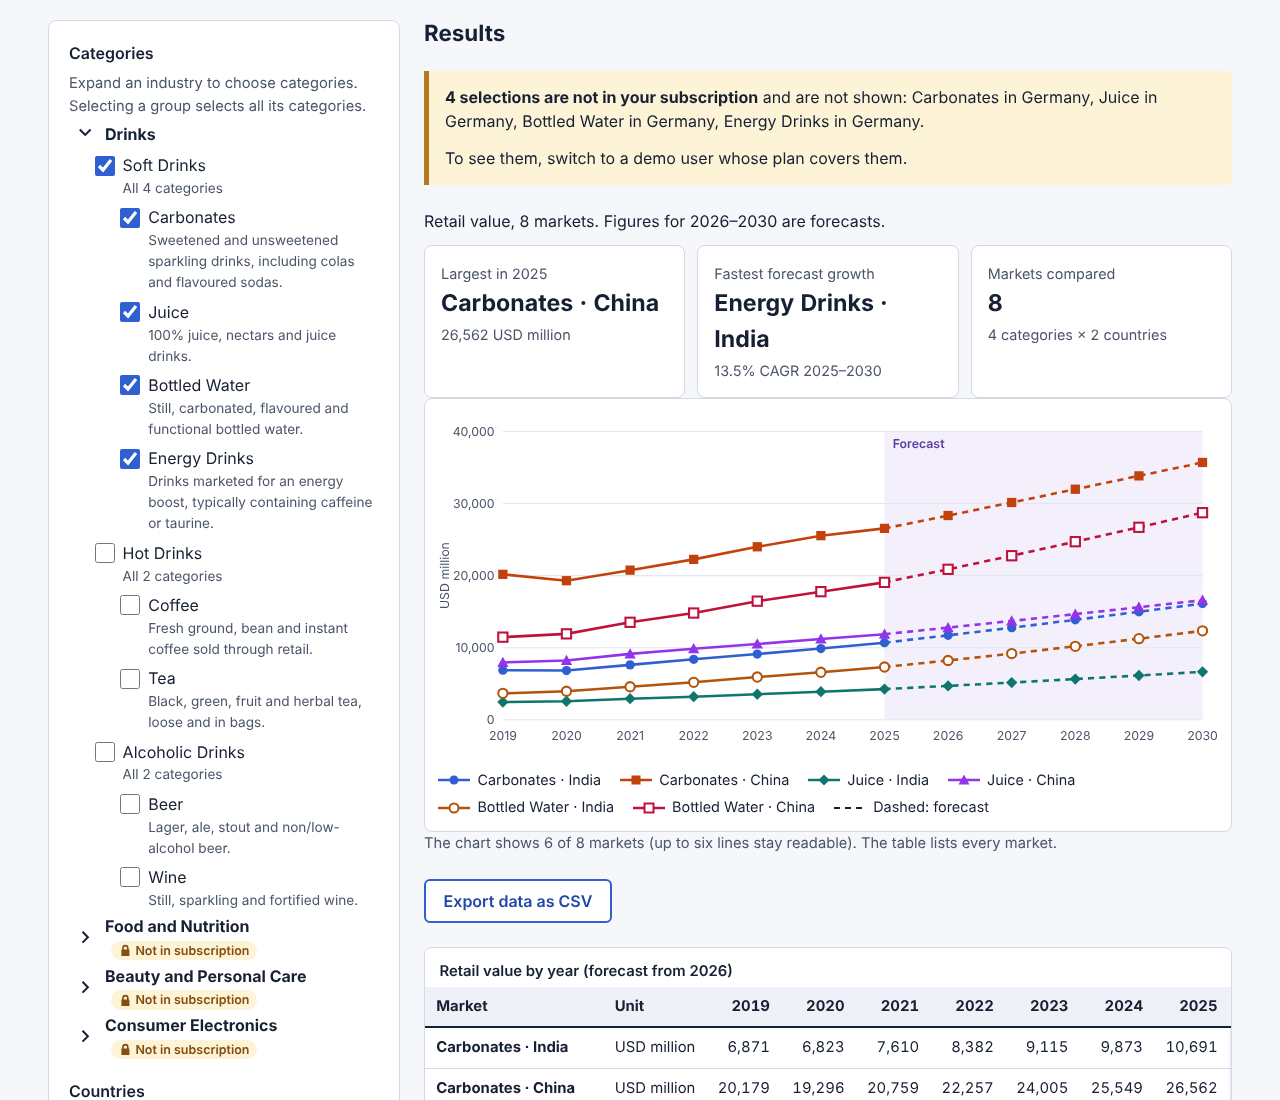 Categories
Expand an industry to choose categories.
Selecting a group selects all its categories.
Drinks
Soft Drinks
All 4 categories
Carbonates
Sweetened and unsweetened
sparkling drinks, including colas
and flavoured sodas.
Juice
100% juice, nectars and juice
drinks.
Bottled Water
Still, carbonated, flavoured and
functional bottled water.
Energy Drinks
Drinks marketed for an energy
boost, typically containing caffeine
or taurine.
Hot Drinks
All 2 categories
Coffee
Fresh ground, bean and instant
coffee sold through retail.
Tea
Black, green, fruit and herbal tea,
loose and in bags.
Alcoholic Drinks
All 2 categories
Beer
Lager, ale, stout and non/low-
alcohol beer.
Wine
Still, sparkling and fortified wine.
Food and Nutrition
Not in subscription
Beauty and Personal Care
Not in subscription
Consumer Electronics
Not in subscription
Countries
Results
4 selections are not in your subscription and are not shown: Carbonates in Germany, Juice in
Germany, Bottled Water in Germany, Energy Drinks in Germany.
To see them, switch to a demo user whose plan covers them.
Retail value, 8 markets. Figures for 2026–2030 are forecasts.
Largest in 2025
Carbonates · China
26,562 USD million
Fastest forecast growth
Energy Drinks ·
India
13.5% CAGR 2025–2030
Markets compared
8
4 categories × 2 countries
USD million
40,000
30,000
20,000
10,000
0
Forecast
2019 2020 2021 2022 2023 2024 2025 2026 2027 2028 2029 2030
Carbonates · India Carbonates · China Juice · India Juice · China
Bottled Water · India Bottled Water · China Dashed: forecast
The chart shows 6 of 8 markets (up to six lines stay readable). The table lists every market.
Export data as CSV
Retail value by year (forecast from 2026)
Market Unit 2019 2020 2021 2022 2023 2024 2025
Carbonates · India USD million 6,871 6,823 7,610 8,382 9,115 9,873 10,691
Carbonates · China USD million 20,179 19,296 20,759 22,257 24,005 25,549 26,562